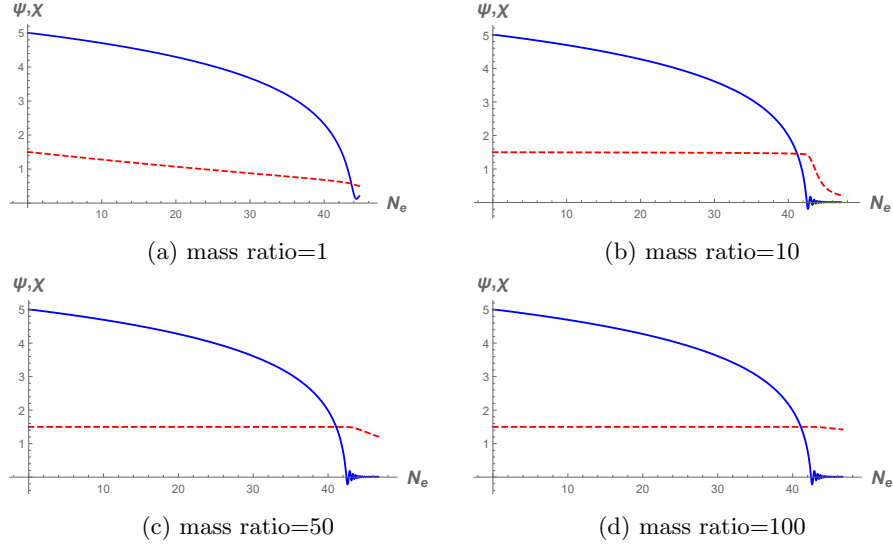 ψ,χ
5
4
3
2
1
10 20 30 40
N_e
(a) mass ratio=1
ψ,χ
5
4
3
2
1
10 20 30 40
N_e
(b) mass ratio=10
ψ,χ
5
4
3
2
1
10 20 30 40
N_e
(c) mass ratio=50
ψ,χ
5
4
3
2
1
10 20 30 40
N_e
(d) mass ratio=100